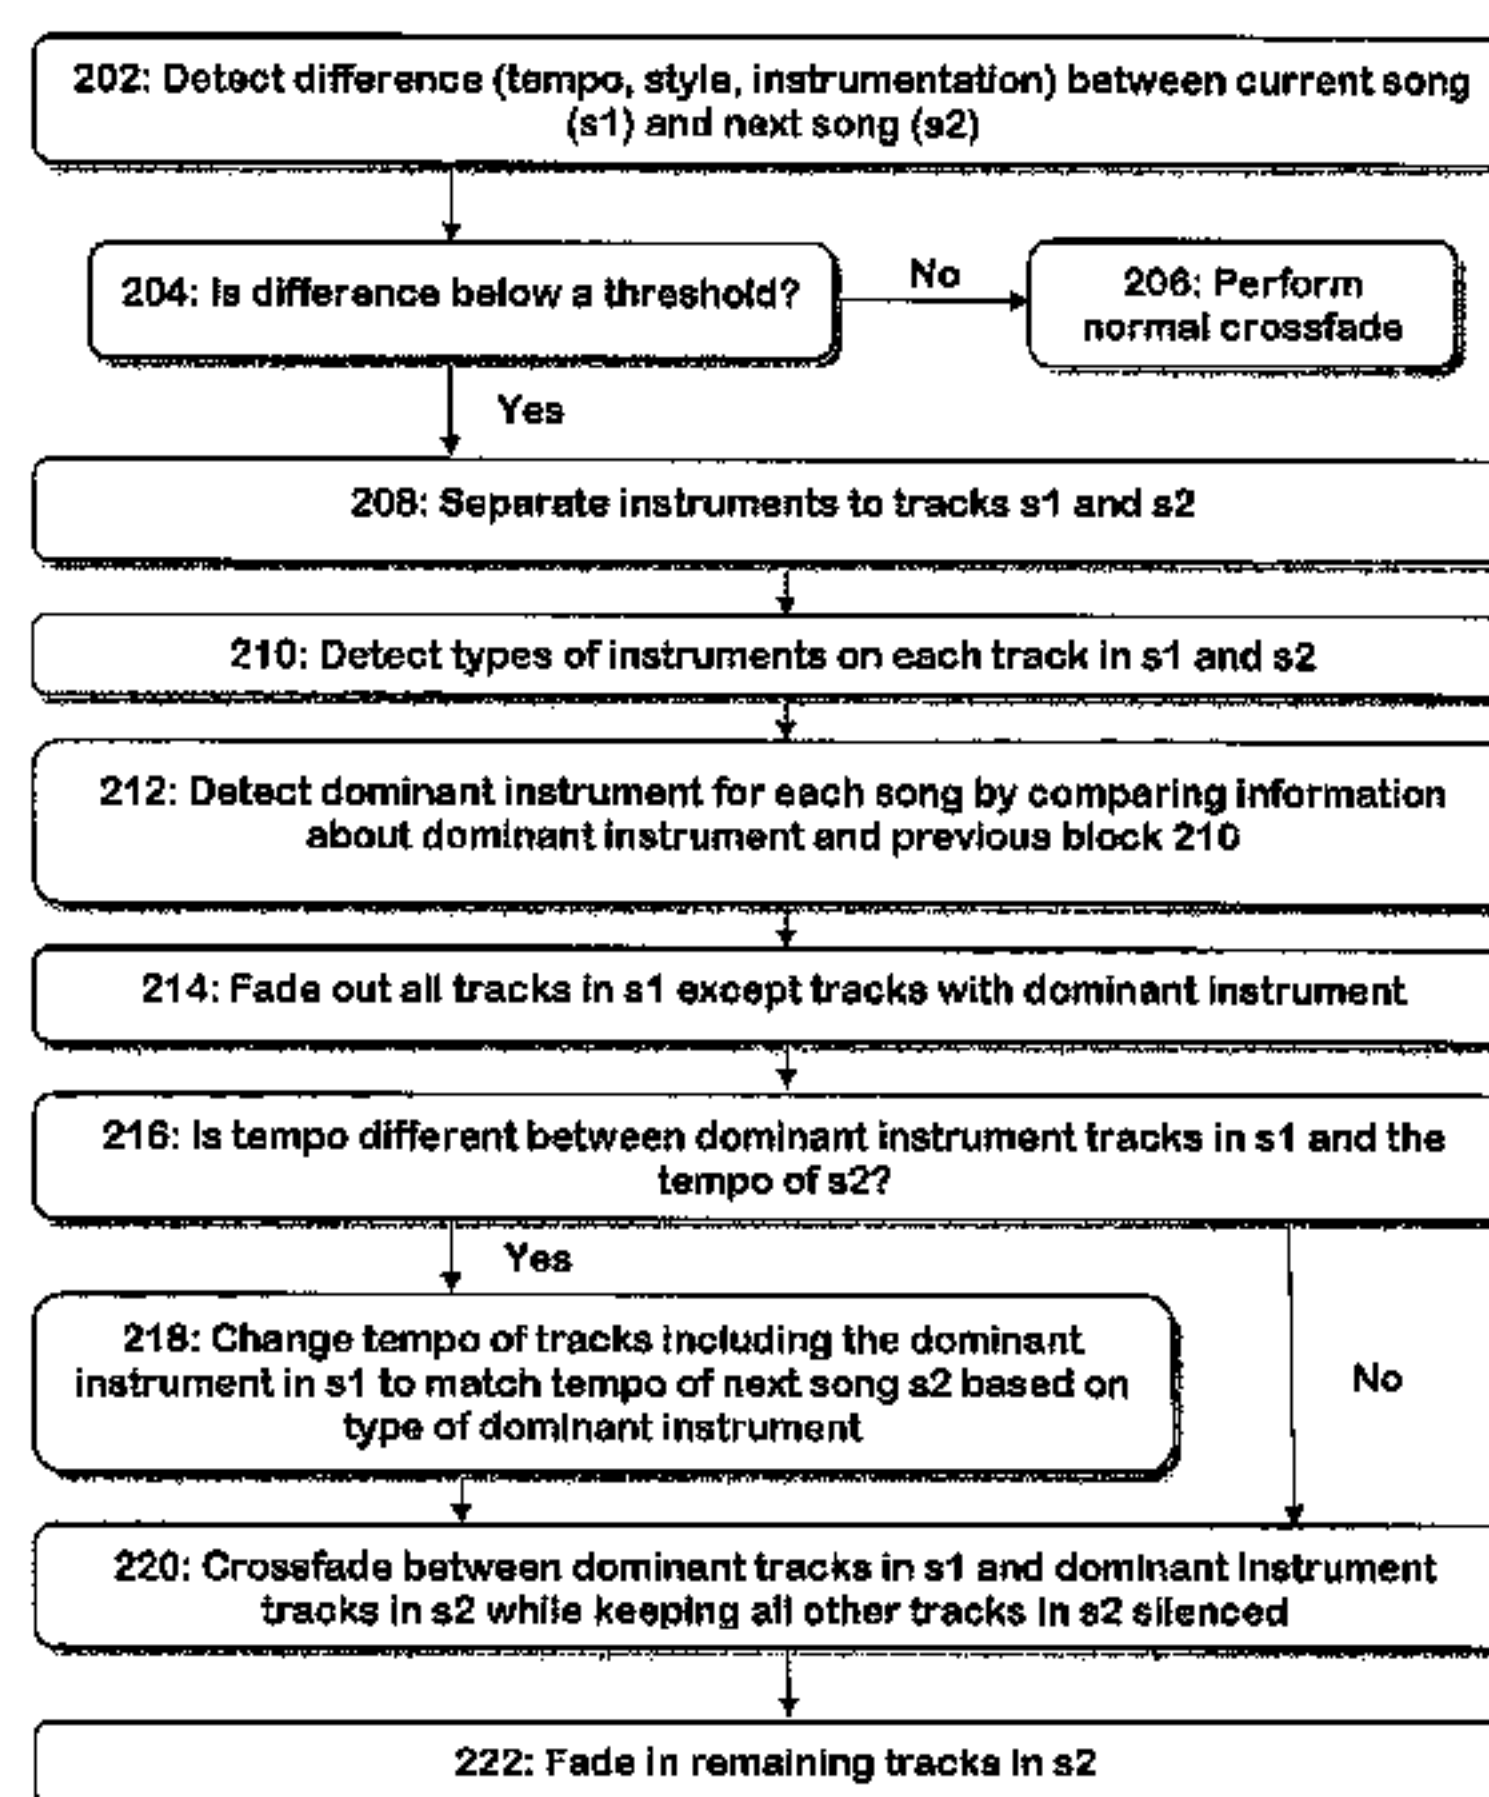 202: Detect difference (tempo, style, instrumentation) between current song
(s1) and next song (s2)
204: Is difference below a threshold?
No
206: Perform
normal crossfade
Yes
208: Separate instruments to tracks s1 and s2
210: Detect types of instruments on each track in s1 and s2
212: Detect dominant instrument for each song by comparing information
about dominant instrument and previous block 210
214: Fade out all tracks in s1 except tracks with dominant instrument
216: Is tempo different between dominant instrument tracks in s1 and the
tempo of s2?
Yes
218: Change tempo of tracks including the dominant
instrument in s1 to match tempo of next song s2 based on
type of dominant instrument
No
220: Crossfade between dominant tracks in s1 and dominant instrument
tracks in s2 while keeping all other tracks in s2 silenced
222: Fade in remaining tracks in s2